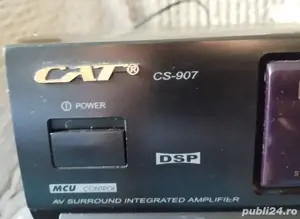 CAT®
CS-907
POWER
DSP
MCU CONTROL
AV SURROUND INTEGRATED AMPLIFIER
publi24.ro